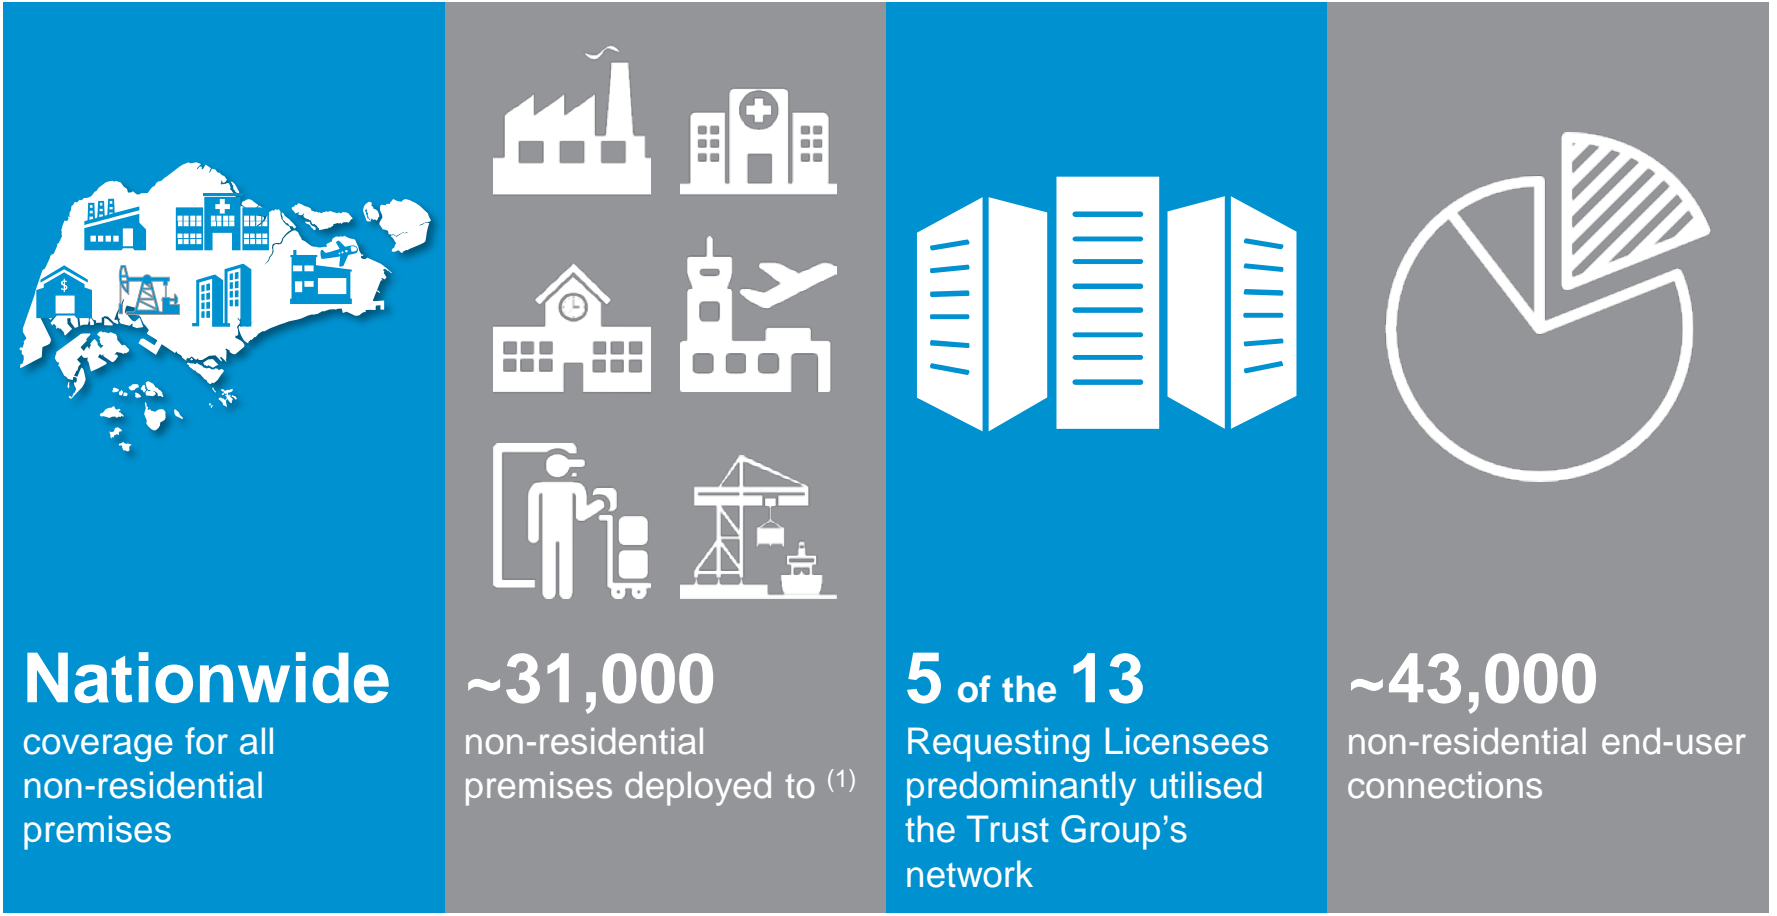 Nationwide
coverage for all
non-residential
premises
~31,000
non-residential
premises deployed to (1)
5 of the 13
Requesting Licensees
predominantly utilised
the Trust Group's
network
~43,000
non-residential end-user
connections